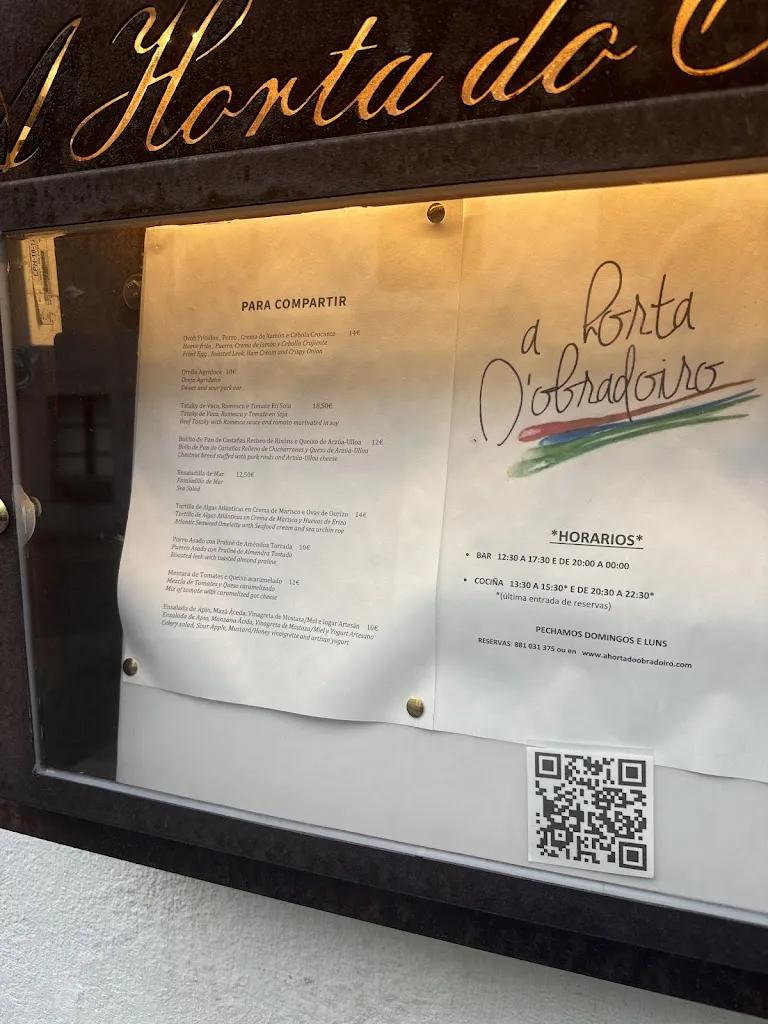 A Horta do
PARA COMPARTIR
Ovos Fritidos, Porro, Crema de Xamón e Cebola Crocante 14€
Huevo frito, Puerro, Crema de Jamón y Cebolla Crujiente
Fried Egg, Roasted Leek, Ham Cream and Crispy Onion
Orella Agridoce 10€
Oreja Agridulce
Sweet and sour pork ear
Tataky de Vaca, Romesco e Tomate En Soia 18,50€
Tataky de Vaca, Romesco y Tomate en Soja
Beef Tataky with Romesco sauce and tomato marinated in soy
Bolicho de Pan de Castañas Recheo de Rixóns e Queixo de Arzúa-Ulloa 12€
Bollo de Pan de Castañas Relleno de Chicharrones y Queso de Arzúa-Ulloa
Chestnut bread stuffed with pork rinds and Arzúa-Ulloa cheese
Ensaladilla de Mar 12,50€
Ensaladilla de Mar
Sea Salad
Tortilla de Algas Atlánticas en Crema de Marisco e Ovas de Ourizo 14€
Tortilla de Algas Atlánticas en Crema de Marisco y Huevas de Erizo
Atlantic Seaweed Omelette with Seafood cream and sea urchin roe
Porro Asado con Praliné de Améndoa Torrada 10€
Puerro Asado con Praliné de Almendra Tostada
Roasted leek with toasted almond praline
Mestura de Tomates e Queixo acaramelado 11€
Mezcla de Tomates y Queso caramelizado
Mix of tomato with caramelized got cheese
Ensalada de Apio, Mazá Aceda, Vinagreta de Mostaza/Mel e Iogur Artesán 10€
Ensalada de Apio, Manzana Ácida, Vinagreta de Mostaza/Miel y Yogurt Artesano
Celery salad, Sour Apple, Mustard/Honey vinaigrette and artisan yogurt
a horta
D'obradoiro
*HORARIOS*
• BAR 12:30 A 17:30 E DE 20:00 A 00:00
• COCIÑA 13:30 A 15:30* E DE 20:30 A 22:30*
*(última entrada de reservas)
PECHAMOS DOMINGOS E LUNS
RESERVAS: 881 031 375 ou en www.ahortadoobradoiro.com